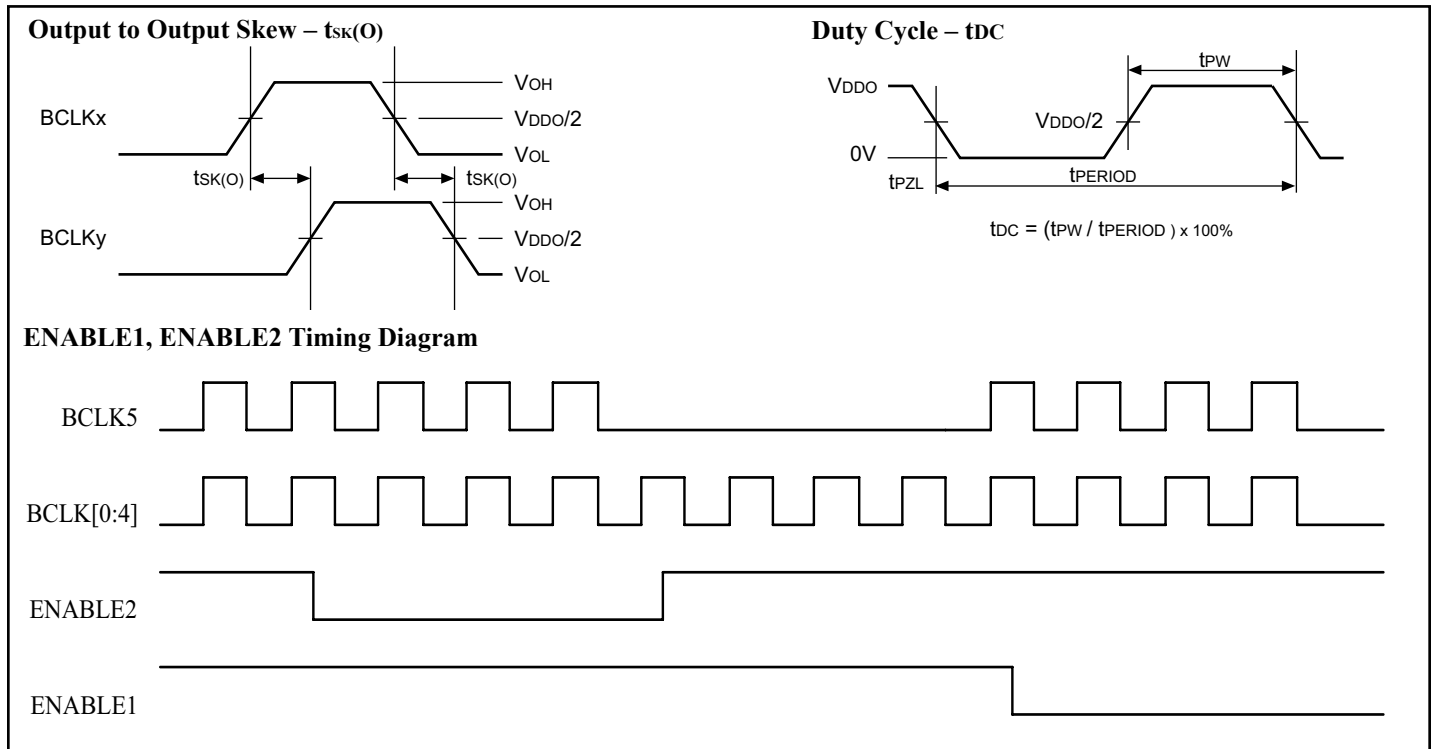 Output to Output Skew – tSK(O)
BCLKx
VOH
VDDO/2
VOL
tSK(O)
tSK(O)
BCLKy
VOH
VDDO/2
VOL
Duty Cycle – tDC
tPW
VDDO
VDDO/2
0V
tPZL
tPERIOD
tDC = (tPW / tPERIOD ) x 100%
ENABLE1, ENABLE2 Timing Diagram
BCLK5
BCLK[0:4]
ENABLE2
ENABLE1